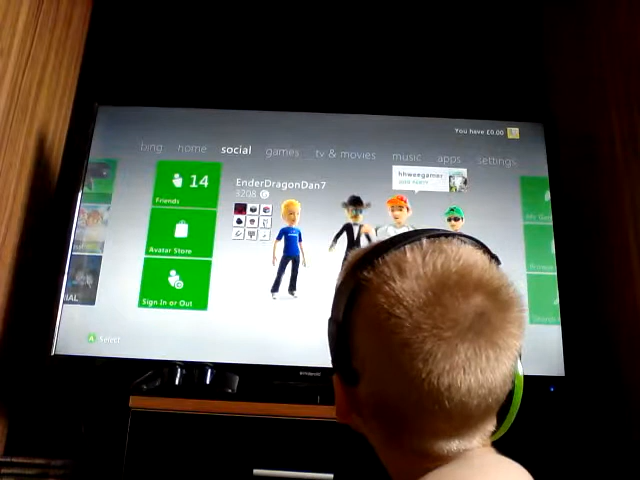 You have £0.00
bing home social games tv & movies music apps settings
14
Friends
EnderDragonDan7
3208 G
Avatar Store
Sign In or Out
Select
A